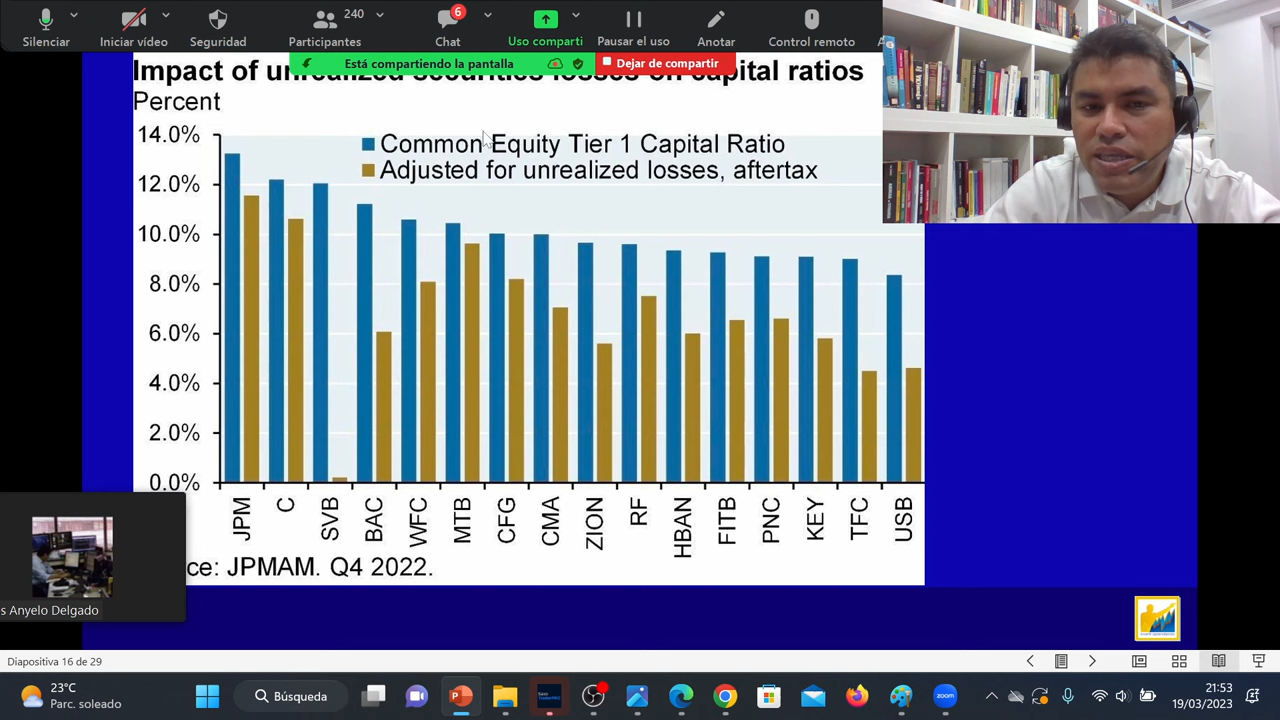 240
6
Silenciar
Iniciar vídeo
Seguridad
Participantes
Chat
Uso comparti
Pausar el uso
Anotar
Control remoto
Está compartiendo la pantalla
Dejar de compartir
Impact of unrealized securities losses on capital ratios
Percent
Common Equity Tier 1 Capital Ratio
Adjusted for unrealized losses, aftertax
14.0%
12.0%
10.0%
8.0%
6.0%
4.0%
2.0%
0.0%
JPM
C
SVB
BAC
WFC
MTB
CFG
CMA
ZION
RF
HBAN
FITB
PNC
KEY
TFC
USB
ce: JPMAM. Q4 2022.
s Anyelo Delgado
Diapositiva 16 de 29
23°C
Parc. soleado
Búsqueda
zoom
21:53
19/03/2023